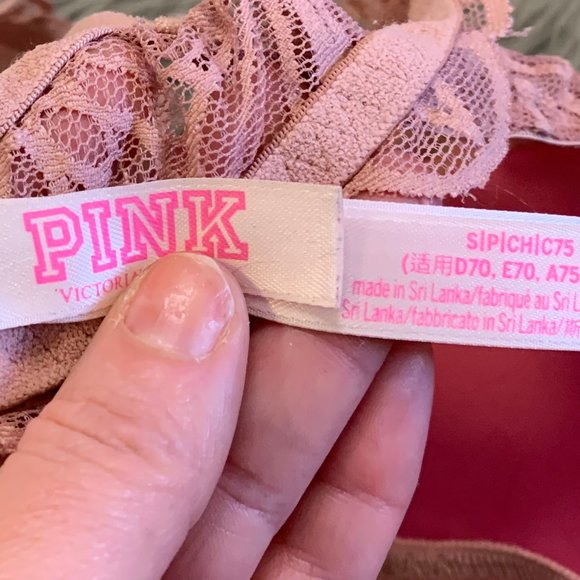 PINK
S|P|CH|C75
(适用D70, E70, A75
made in Sri Lanka/fabriqué au Sri
Sri Lanka/fabbricato in Sri Lanka/